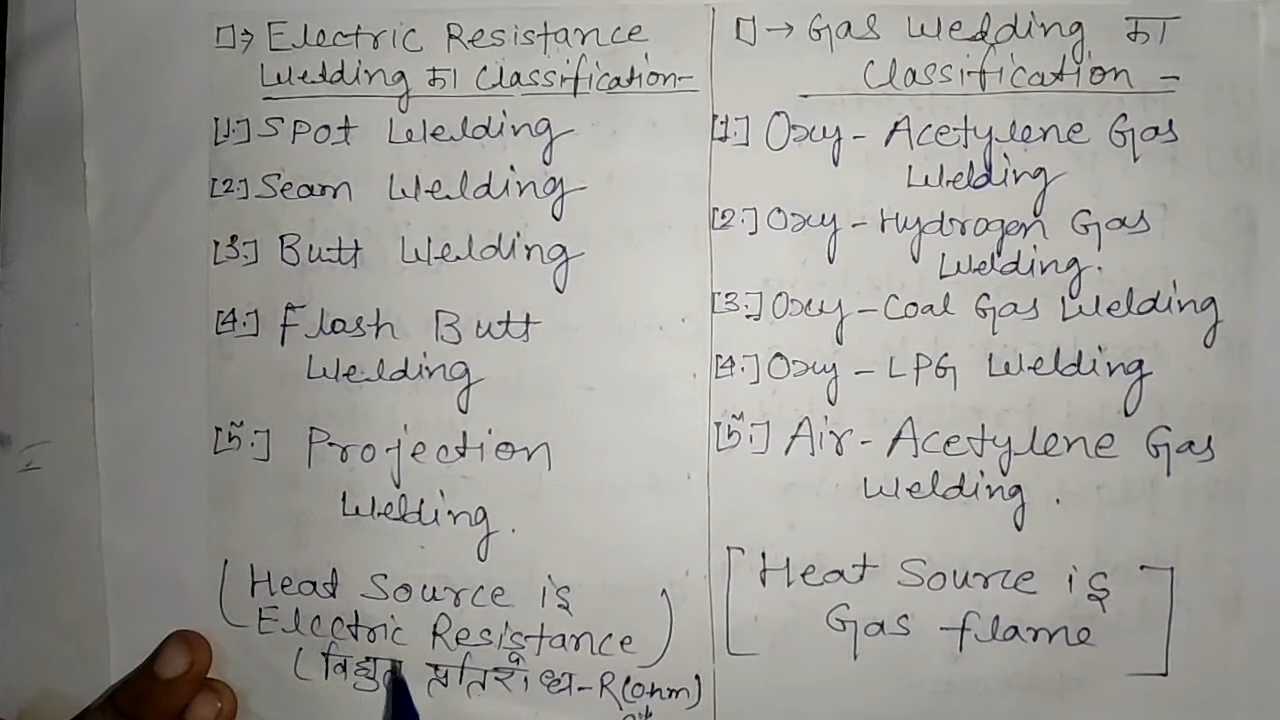 □⇒ Electric Resistance
Welding का Classification-
[1.] Spot Welding
[2.] Seam Welding
[3.] Butt Welding
[4.] Flash Butt
Welding
[5.] Projection
Welding.
(Heat Source is
Electric Resistance)
(विद्युत प्रतिरोध-R(ohm)
□→ Gas Welding का
Classification -
[1.] Oxy-Acetylene Gas
Welding
[2.] Oxy-Hydrogen Gas
Welding.
[3.] Oxy-Coal Gas Welding
[4.] Oxy-LPG Welding
[5.] Air-Acetylene Gas
Welding.
[Heat Source is
Gas flame]